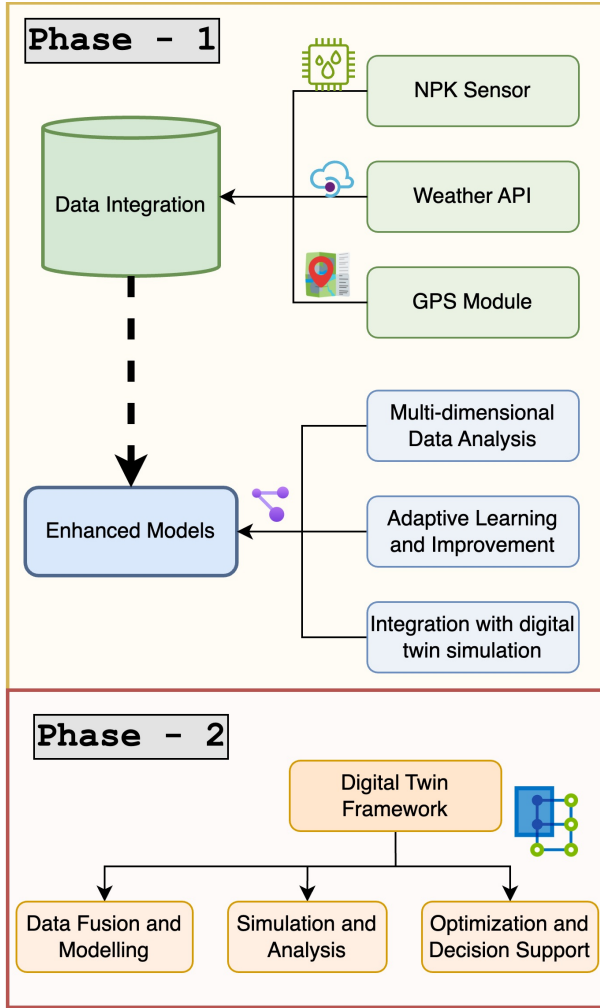 Phase - 1
NPK Sensor
Data Integration
Weather API
GPS Module
Multi-dimensional
Data Analysis
Enhanced Models
Adaptive Learning
and Improvement
Integration with digital
twin simulation
Phase - 2
Digital Twin
Framework
Data Fusion and
Modelling
Simulation and
Analysis
Optimization and
Decision Support